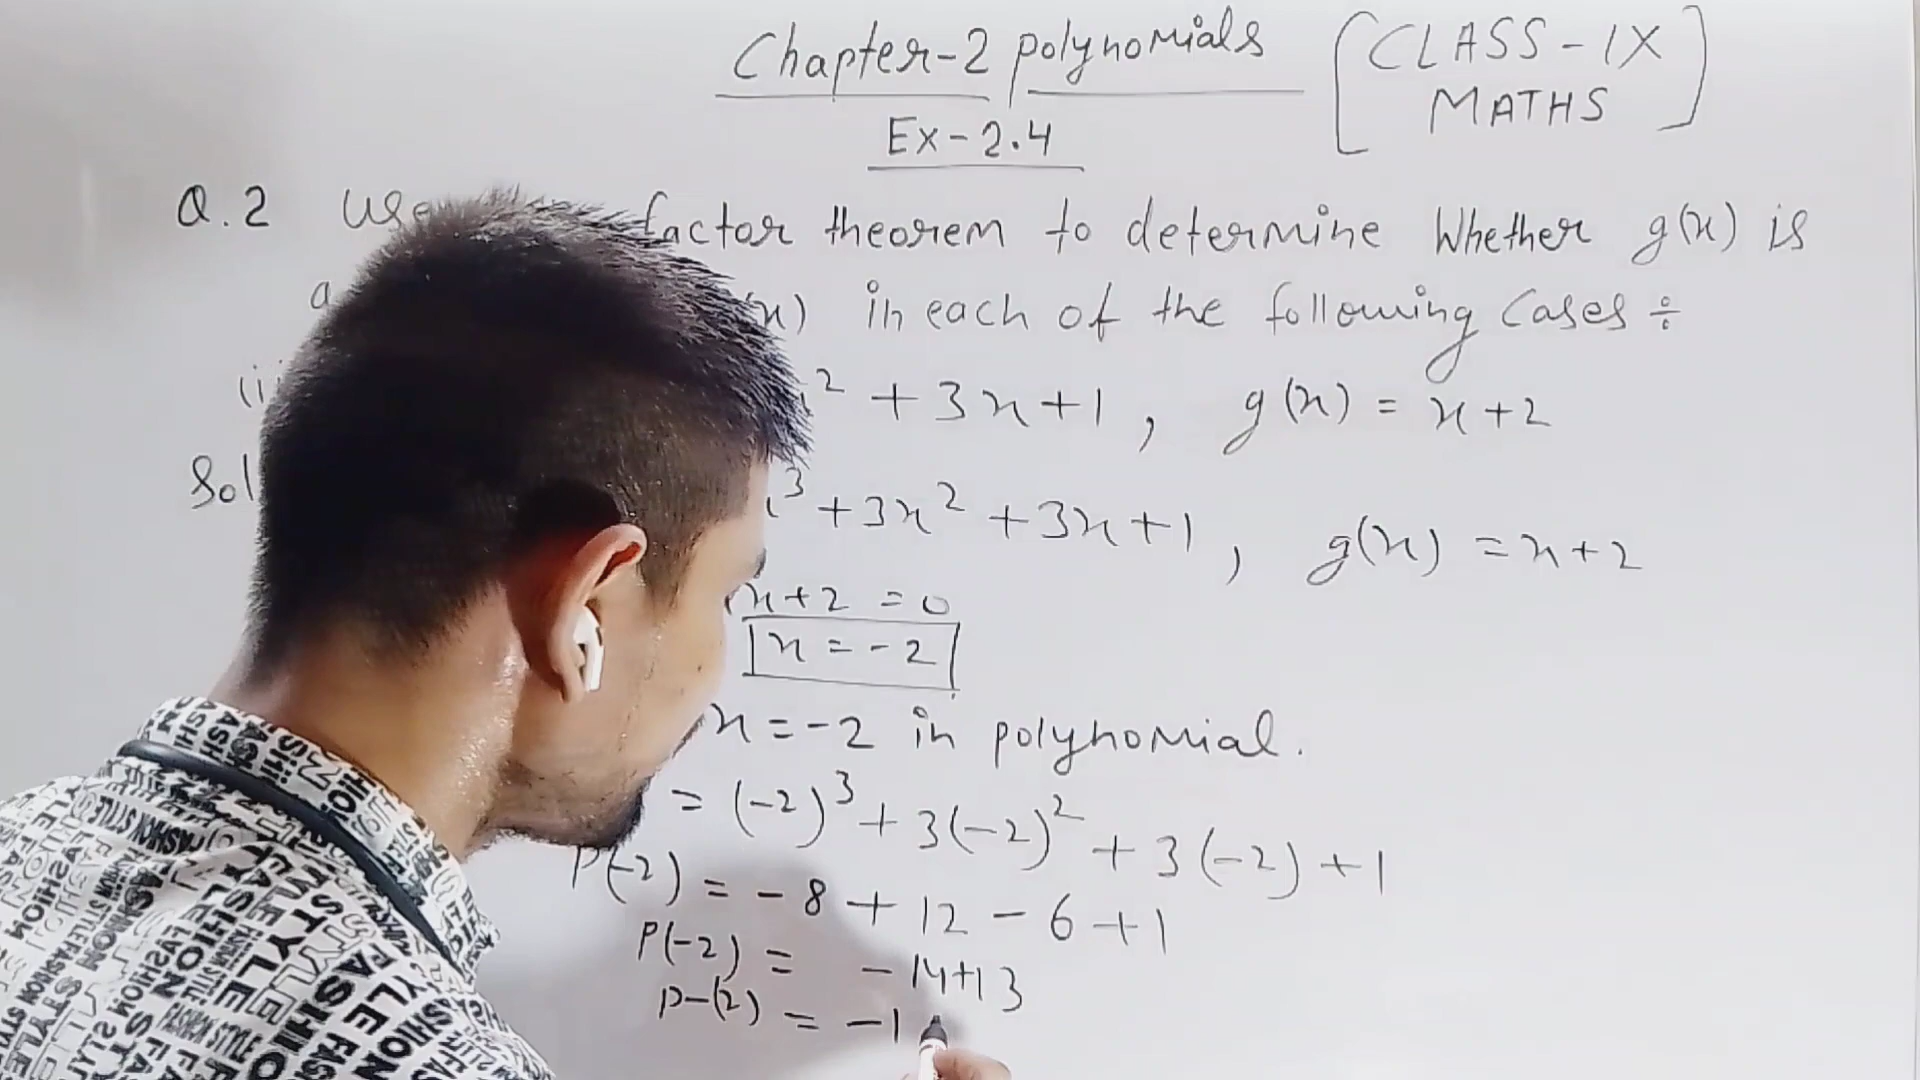 Chapter-2 polynomials [CLASS-IX MATHS]
Ex-2.4
Q.2 factor theorem to determine Whether g(x) is
in each of the following Cases ÷
² + 3x + 1, g(x) = x + 2
Sol ³ + 3x² + 3x + 1, g(x) = x + 2
x + 2 = 0
x = -2
x = -2 in polynomial.
= (-2)³ + 3(-2)² + 3(-2) + 1
P(-2) = -8 + 12 - 6 + 1
P(-2) = -14+13
P-(2) = -1